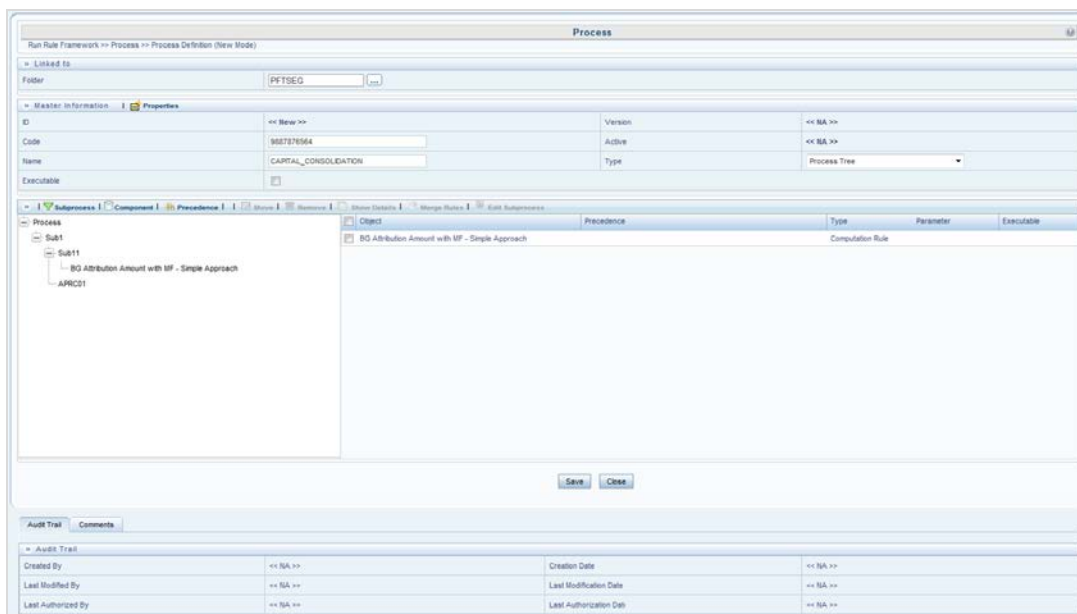 Process
Run Rule Framework >> Process >> Process Definition (New Mode)
» Linked to
Folder PFTSEG ...
» Master Information | Properties
ID << New >> Version << NA >>
Code 9887876564 Active << NA >>
Name CAPITAL_CONSOLIDATION Type Process Tree
Executable
» | Subprocess | Component | Precedence | | Move | Remove | Show Details | Merge Rules | Edit Subprocess
Process Object Precedence Type Parameter Executable
Sub1 BG Attribution Amount with MF - Simple Approach Computation Rule
Sub11
BG Attribution Amount with MF - Simple Approach
APRC01
Save Close
Audit Trail Comments
» Audit Trail
Created By << NA >> Creation Date << NA >>
Last Modified By << NA >> Last Modification Date << NA >>
Last Authorized By << NA >> Last Authorization Dat << NA >>